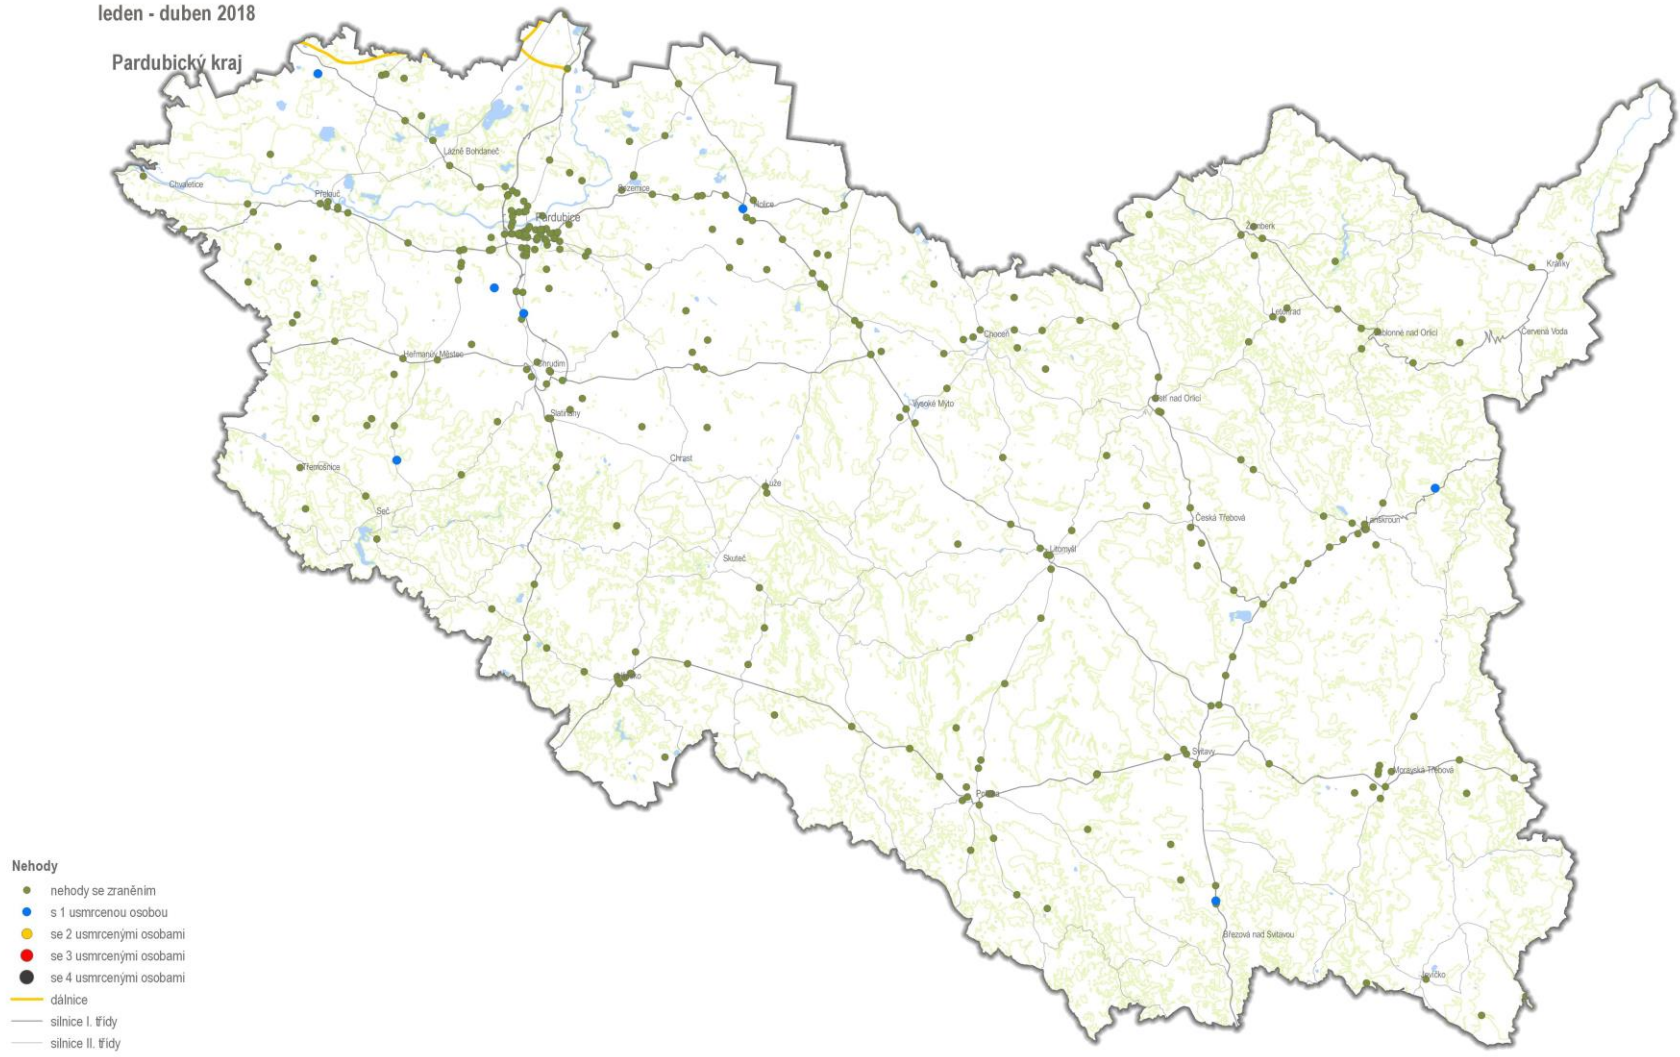 leden - duben 2018
Pardubický kraj
Lázně Bohdaneč
Chvaletice
Přelouč
Sezemice
Holice
Pardubice
Žamberk
Králíky
Letohrad
Jablonné nad Orlicí
Červená Voda
Choceň
Heřmanův Městec
Chrudim
Ústí nad Orlicí
Vysoké Mýto
Slatiňany
Chrast
Třemošnice
Luže
Seč
Česká Třebová
Lanškroun
Litomyšl
Skuteč
Hlinsko
Svitavy
Moravská Třebová
Polička
Březová nad Svitavou
Jevíčko
Nehody
nehody se zraněním
s 1 usmrcenou osobou
se 2 usmrcenými osobami
se 3 usmrcenými osobami
se 4 usmrcenými osobami
dálnice
silnice I. třídy
silnice II. třídy